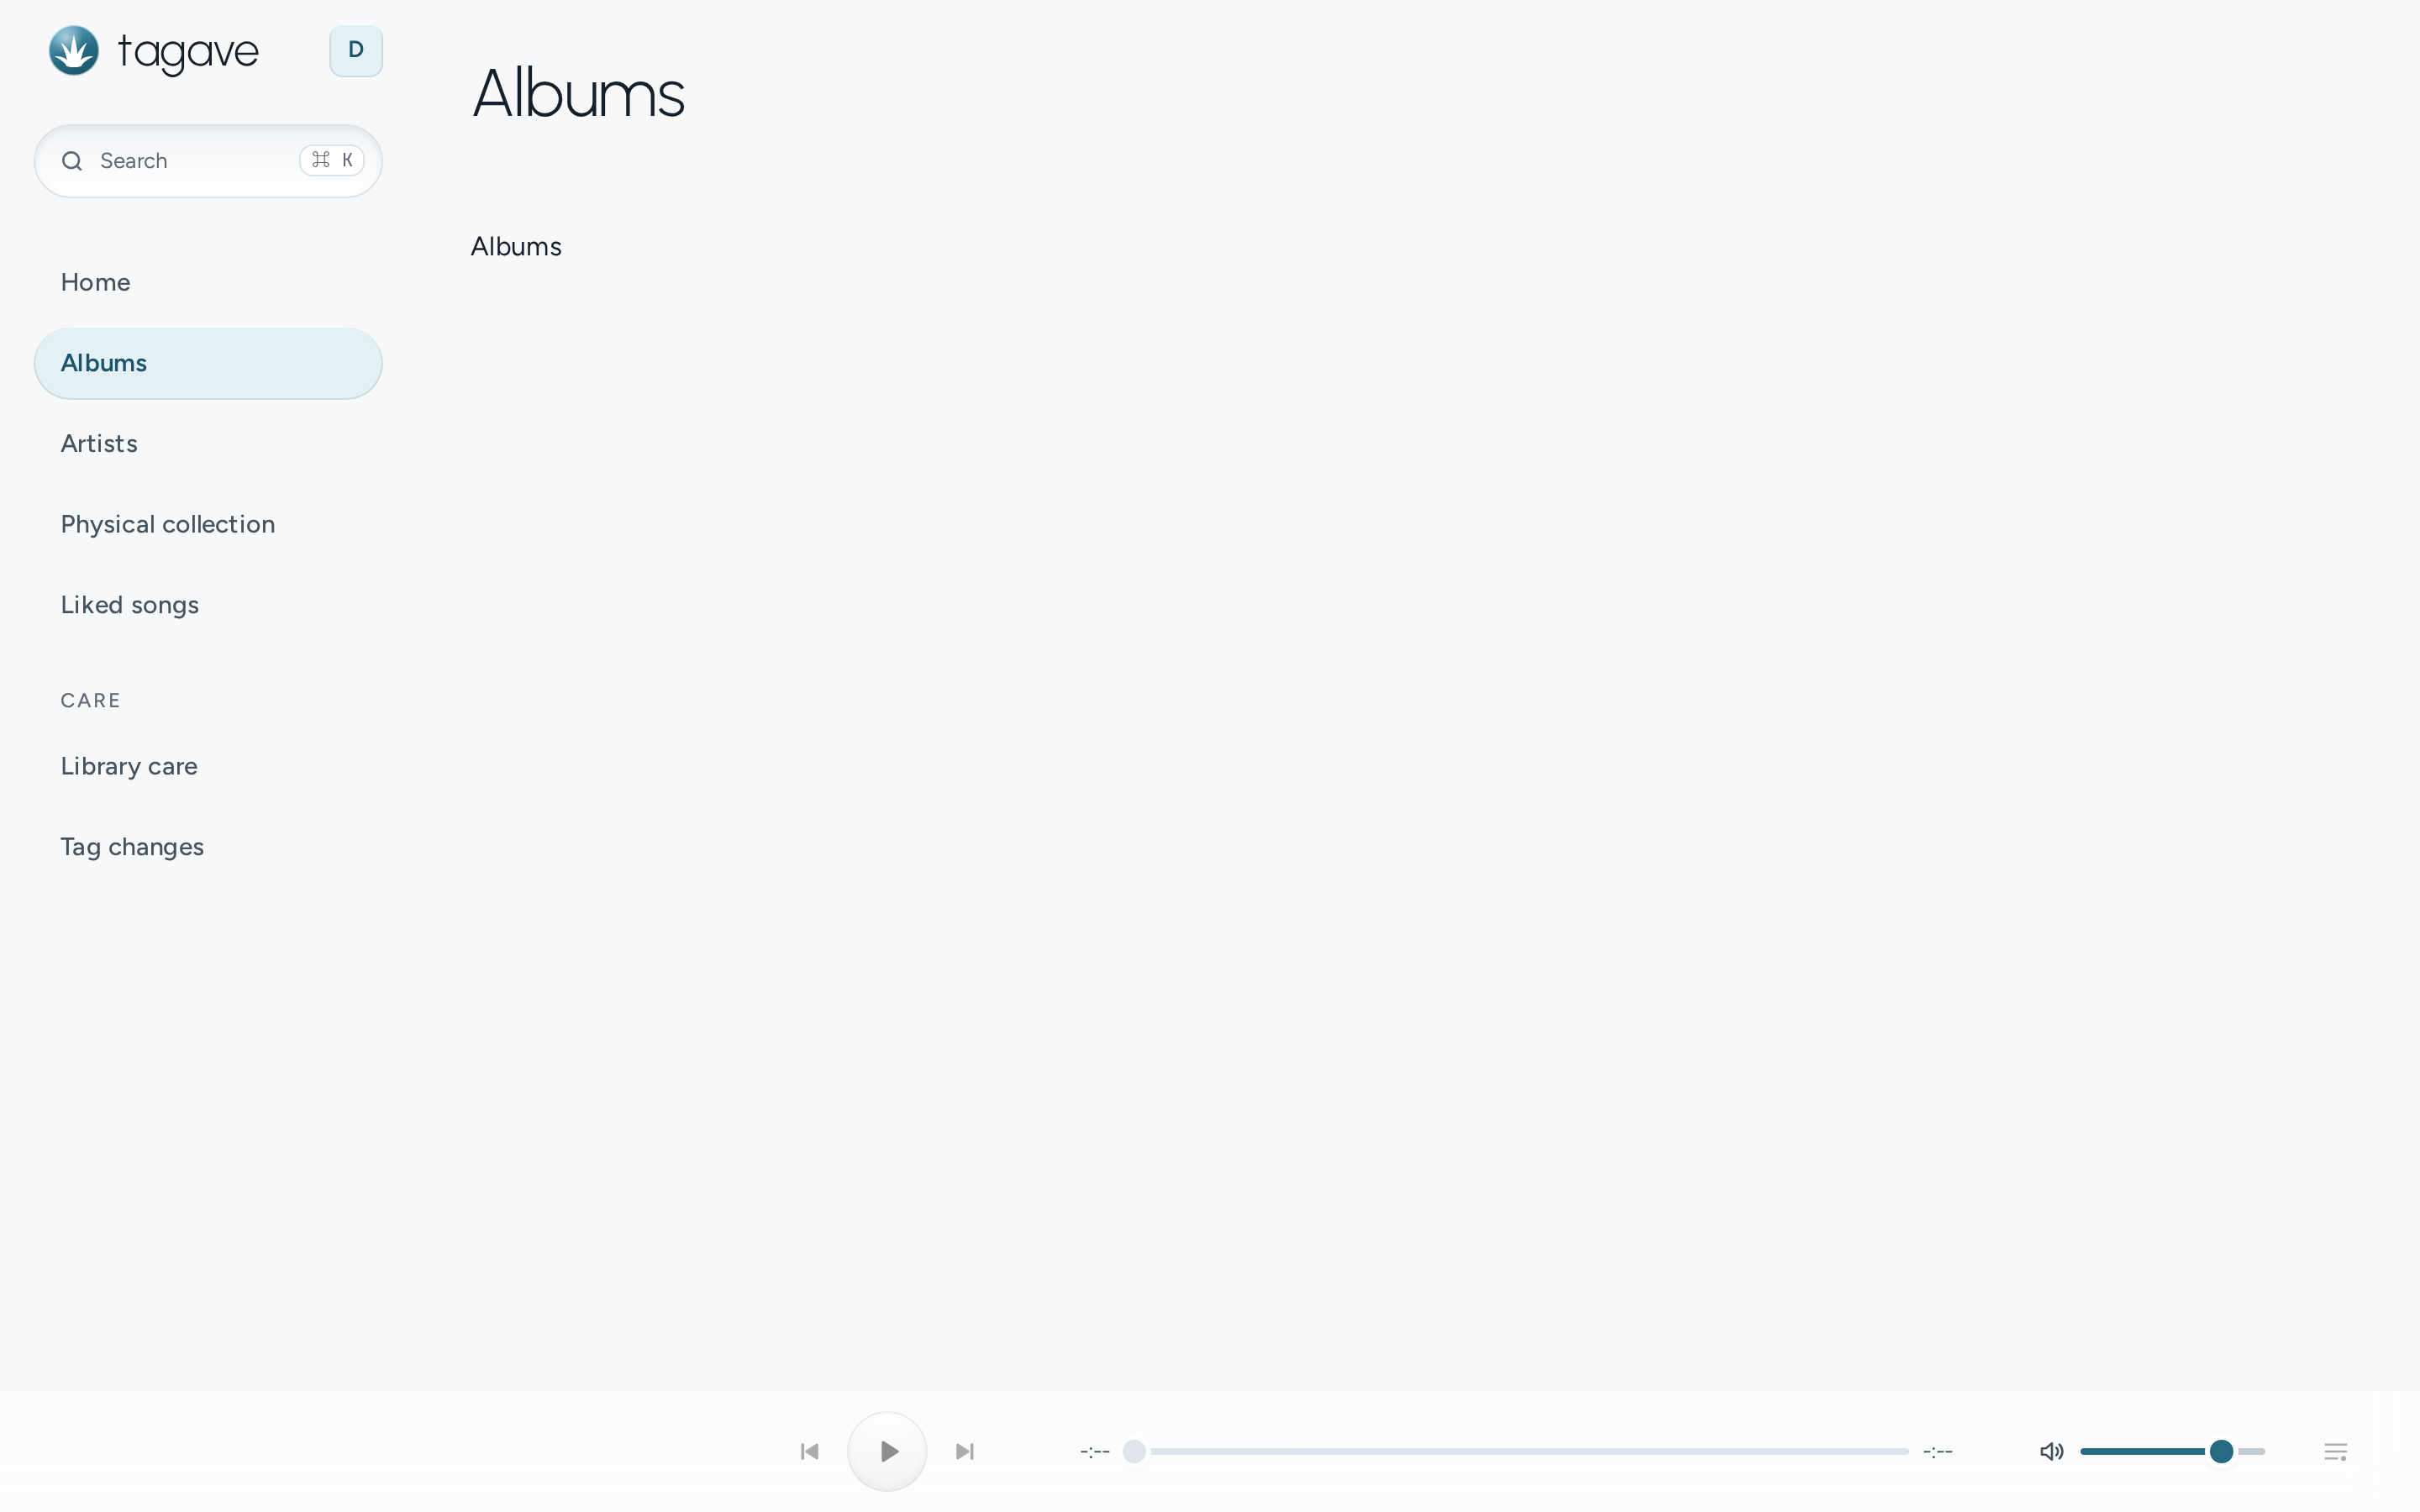 tagave
D
Search
⌘ K
Home
Albums
Artists
Physical collection
Liked songs
CARE
Library care
Tag changes
Albums
Albums
-:--
-:--